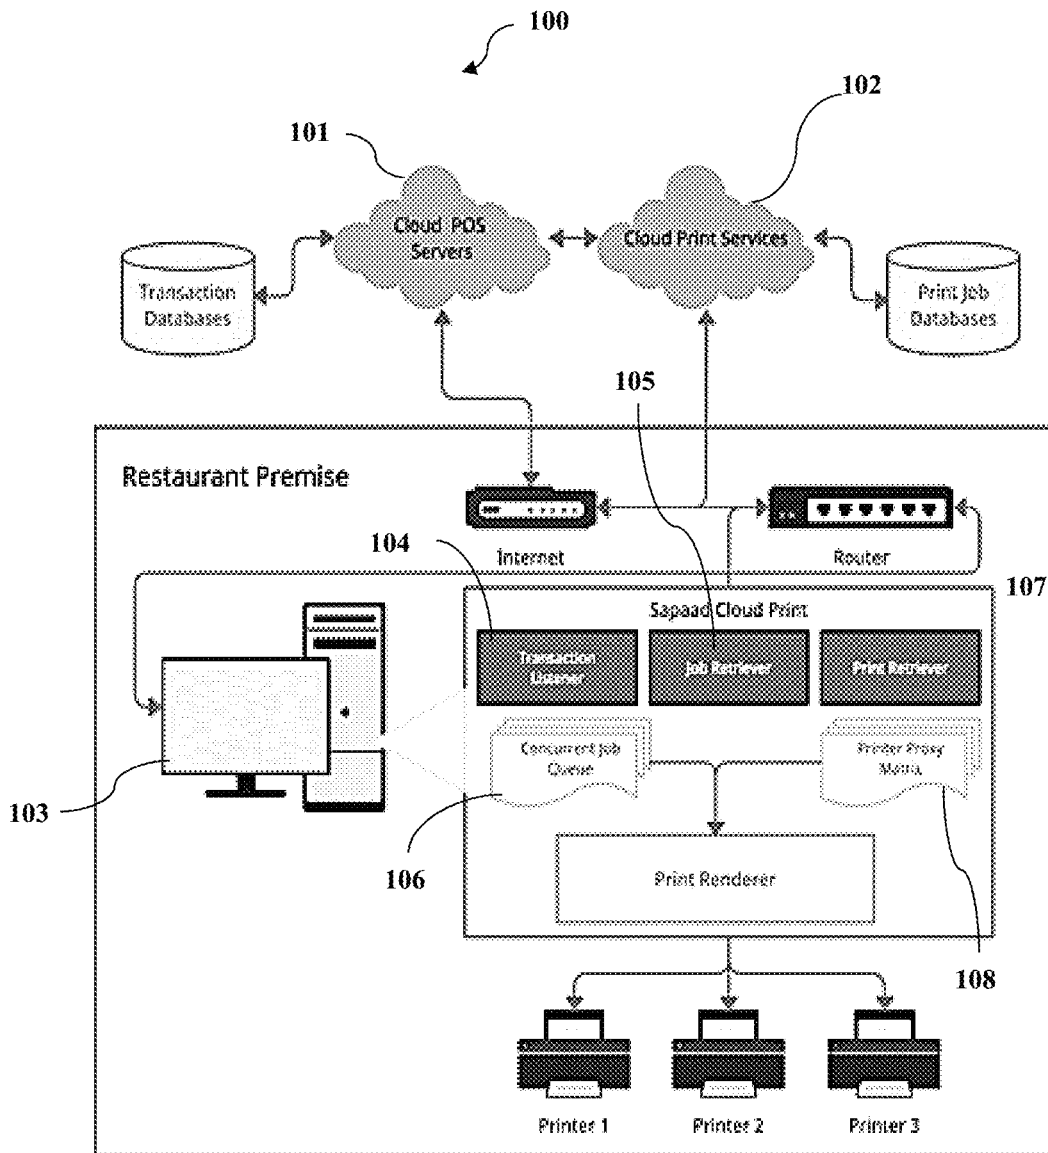 100
102
101
Cloud POS
Servers
Cloud Print Services
Transaction
Databases
Print Job
Databases
105
Restaurant Premise
104
Internet
Router
107
Sapaad Cloud Print
Transaction
Listener
Job Retriever
Print Retriever
Concurrent Job
Queue
Printer Proxy
Matrix
103
106
Print Renderer
108
Printer 1
Printer 2
Printer 3